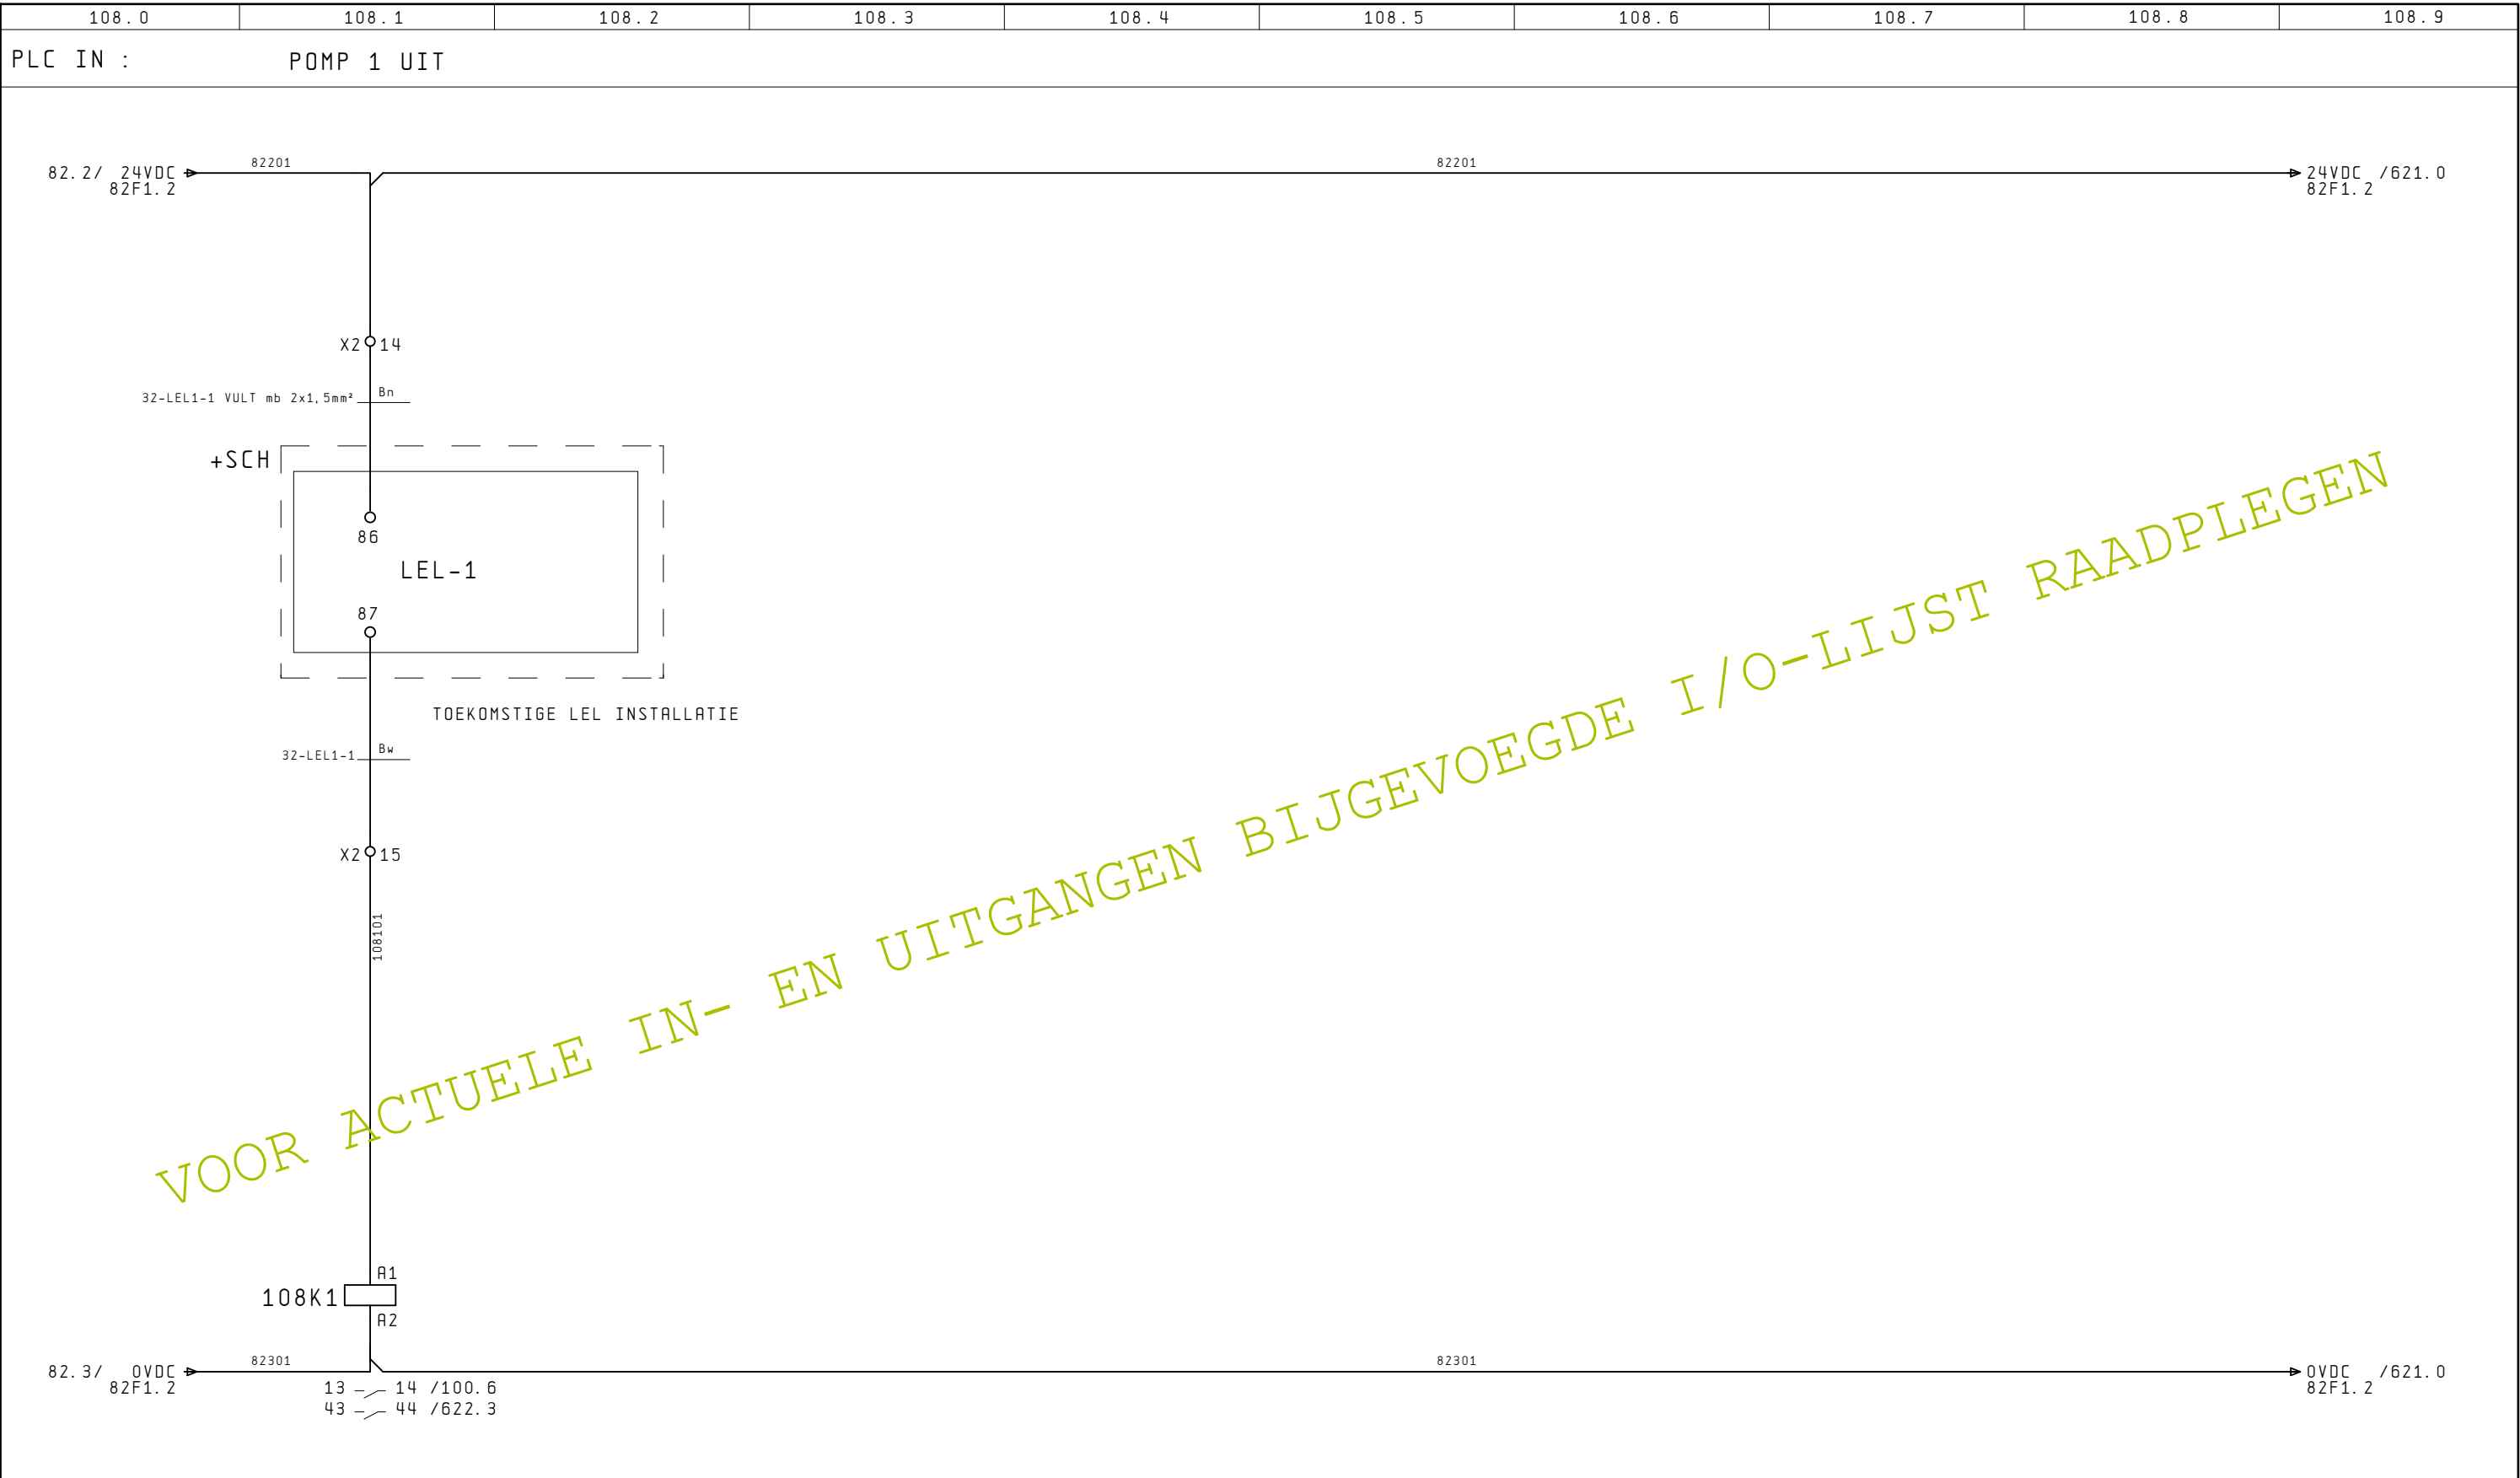 108.0 108.1 108.2 108.3 108.4 108.5 108.6 108.7 108.8 108.9
PLC IN : POMP 1 UIT
82201 82201
82.2/ 24VDC 24VDC /621.0
82F1.2 82F1.2
X2 14
32-LEL1-1 VULT mb 2x1,5mm² Bn
+SCH
86
LEL-1
87
TOEKOMSTIGE LEL INSTALLATIE
32-LEL1-1 Bw
X2 15
108101
VOOR ACTUELE IN- EN UITGANGEN BIJGEVOEGDE I/O-LIJST RAADPLEGEN
A1
108K1
A2
82301 82301
82.3/ 0VDC 0VDC /621.0
82F1.2 82F1.2
13 14 /100.6
43 44 /622.3